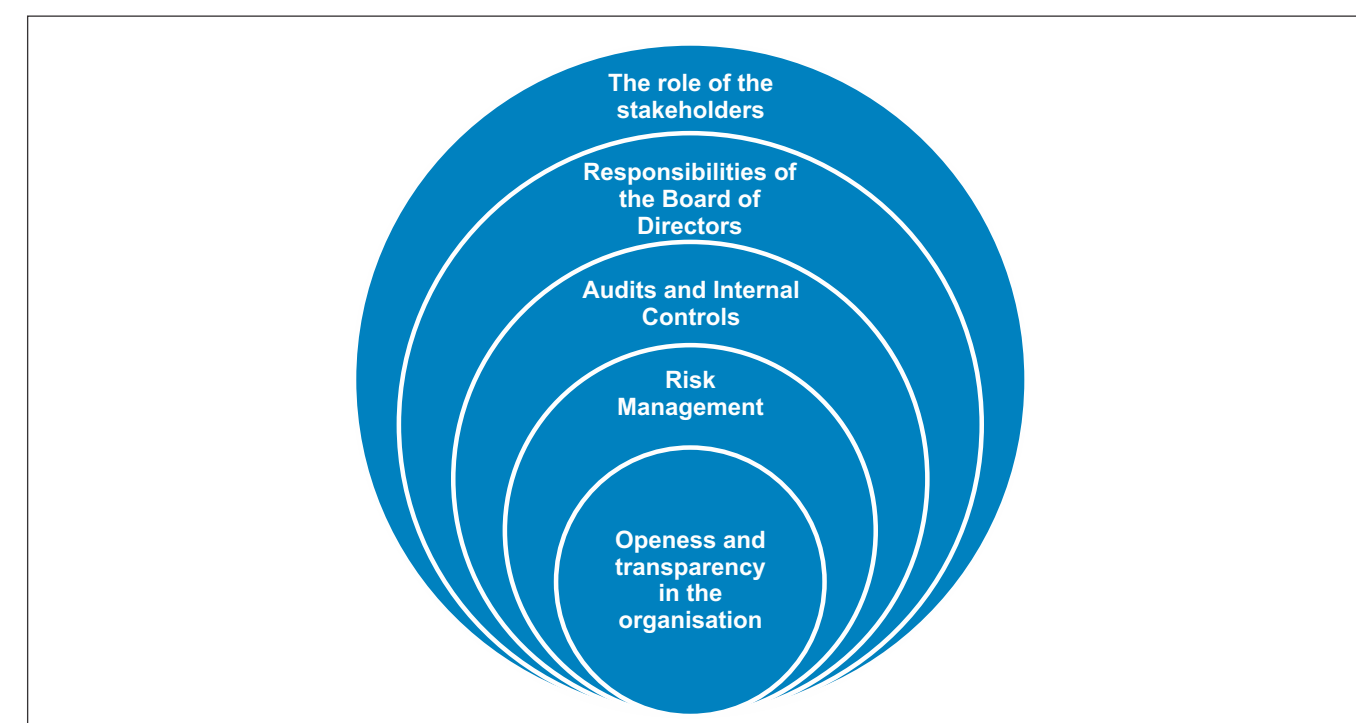 The role of the
stakeholders
Responsibilities of
the Board of
Directors
Audits and Internal
Controls
Risk
Management
Openess and
transparency
in the
organisation